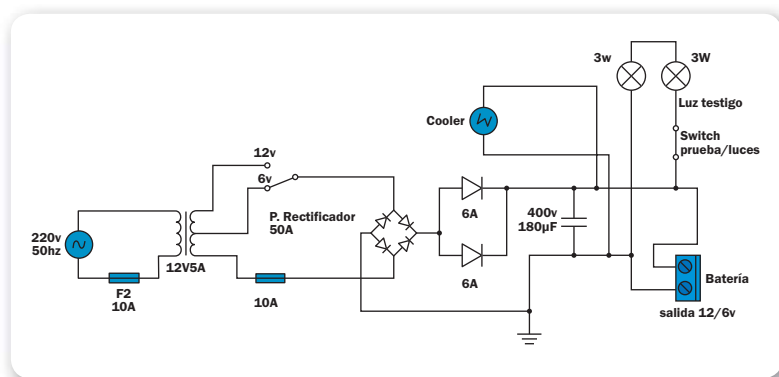 3w
3W
Luz testigo
Cooler
Switch
prueba/luces
12v
6v
P. Rectificador
50A
6A
400v
180µF
220v
50hz
12V5A
F2
10A
10A
6A
Batería
salida 12/6v